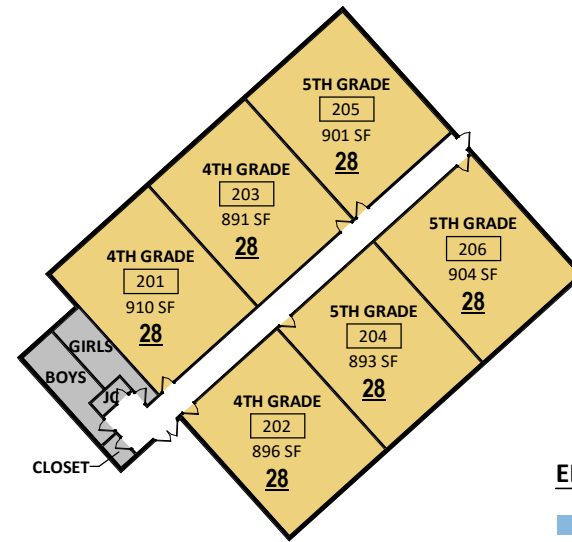 5TH GRADE
205
901 SF
28
4TH GRADE
203
891 SF
28
4TH GRADE
201
910 SF
28
5TH GRADE
206
904 SF
28
5TH GRADE
204
893 SF
28
4TH GRADE
202
896 SF
28
GIRLS
BOYS
JC
CLOSET